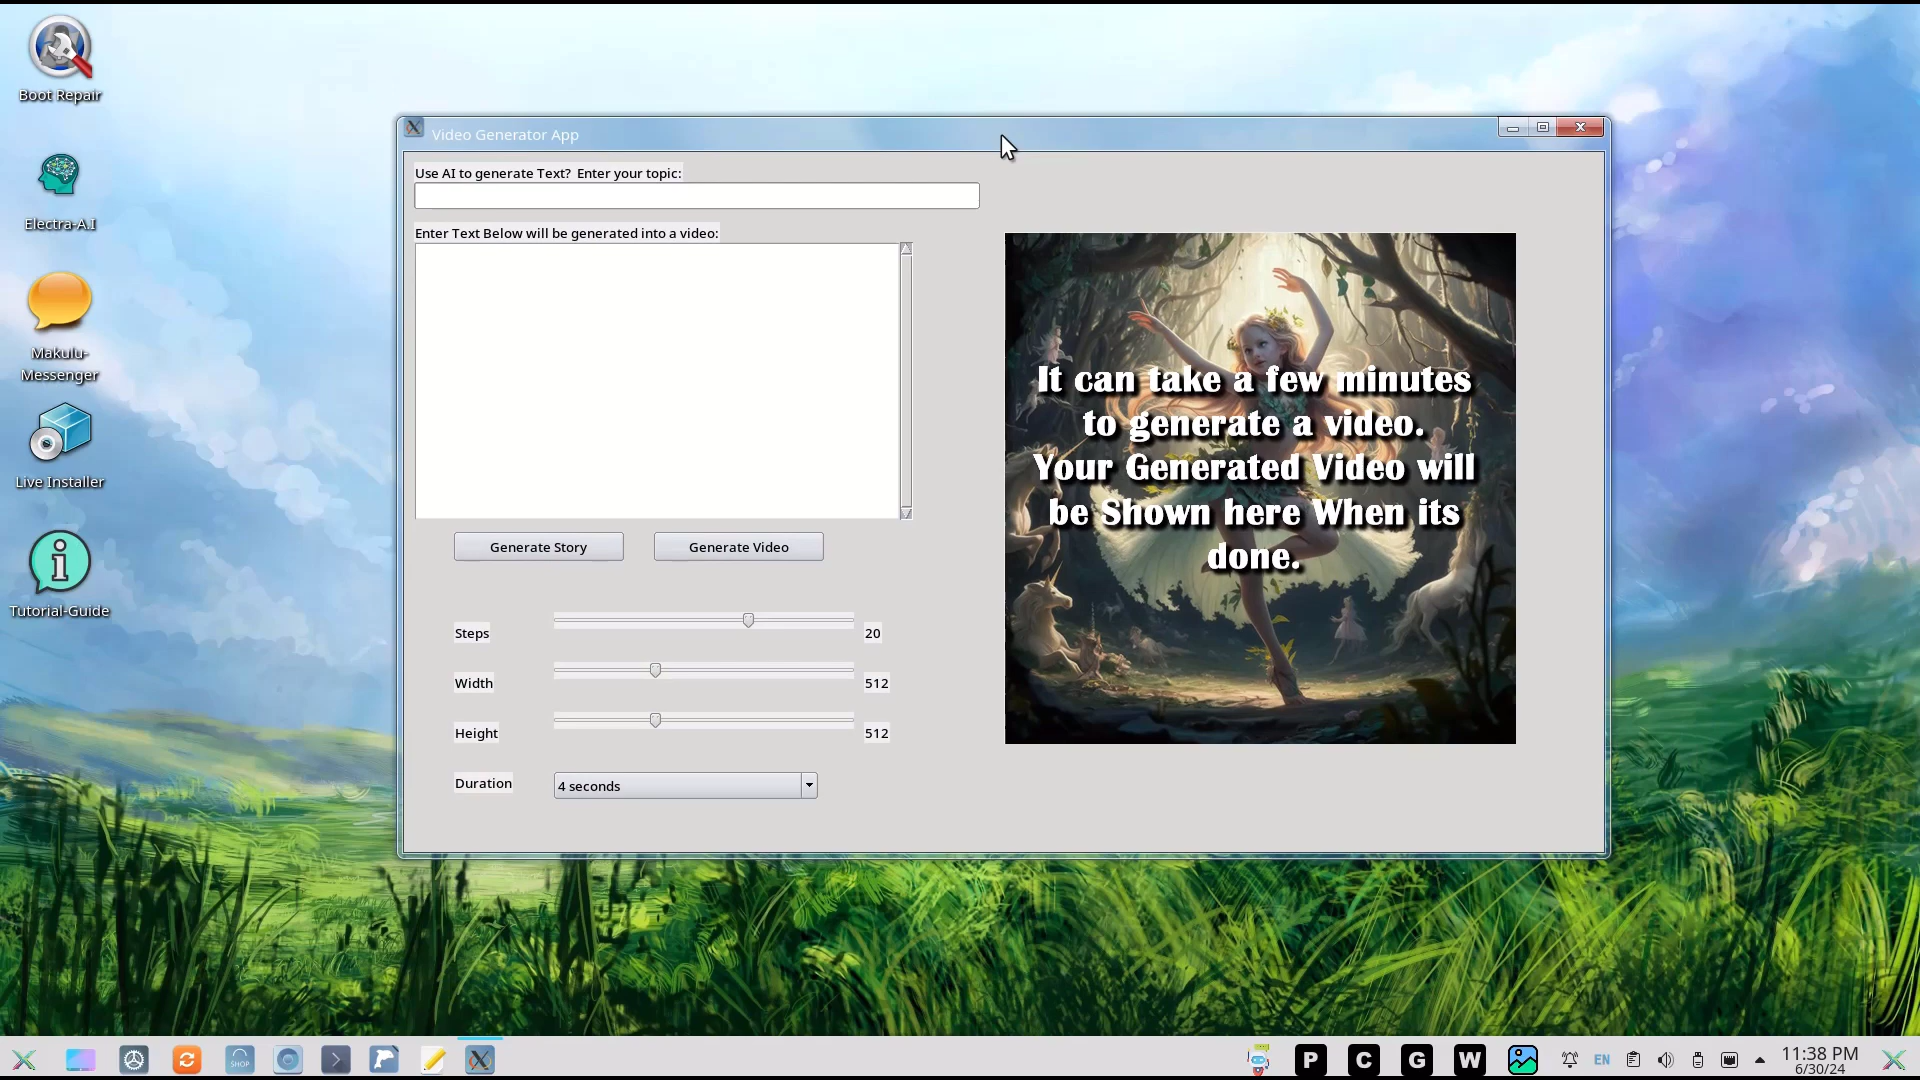 Boot Repair
Electra-A.I
Makulu-
Messenger
Live Installer
Tutorial-Guide
Video Generator App
Use AI to generate Text?  Enter your topic:
Enter Text Below will be generated into a video:
Generate Story
Generate Video
Steps
20
Width
512
Height
512
Duration
4 seconds
It can take a few minutes
to generate a video.
Your Generated Video will
be Shown here When its
done.
SHOP
P
C
G
W
EN
11:38 PM
6/30/24